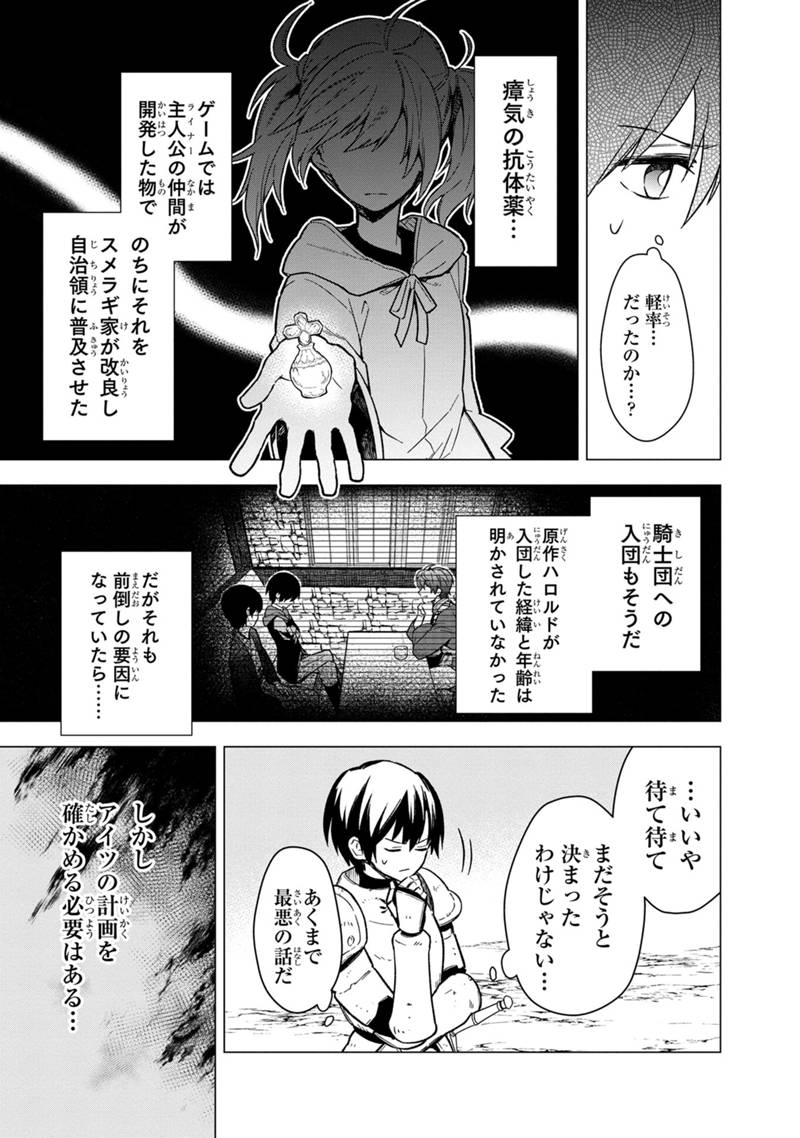 軽率…
だったのか…?
瘴気の抗体薬…
ゲームでは
主人公の仲間が
開発した物で
のちにそれを
スメラギ家が改良し
自治領に普及させた
騎士団への
入団もそうだ
原作ハロルドが
入団した経緯と年齢は
明かされていなかった
だがそれも
前倒しの要因に
なっていたら……
…いいや
待て待て
まだそうと
決まった
わけじゃない…
あくまで
最悪の話だ
しかし
アイツの計画を
確かめる必要はある…